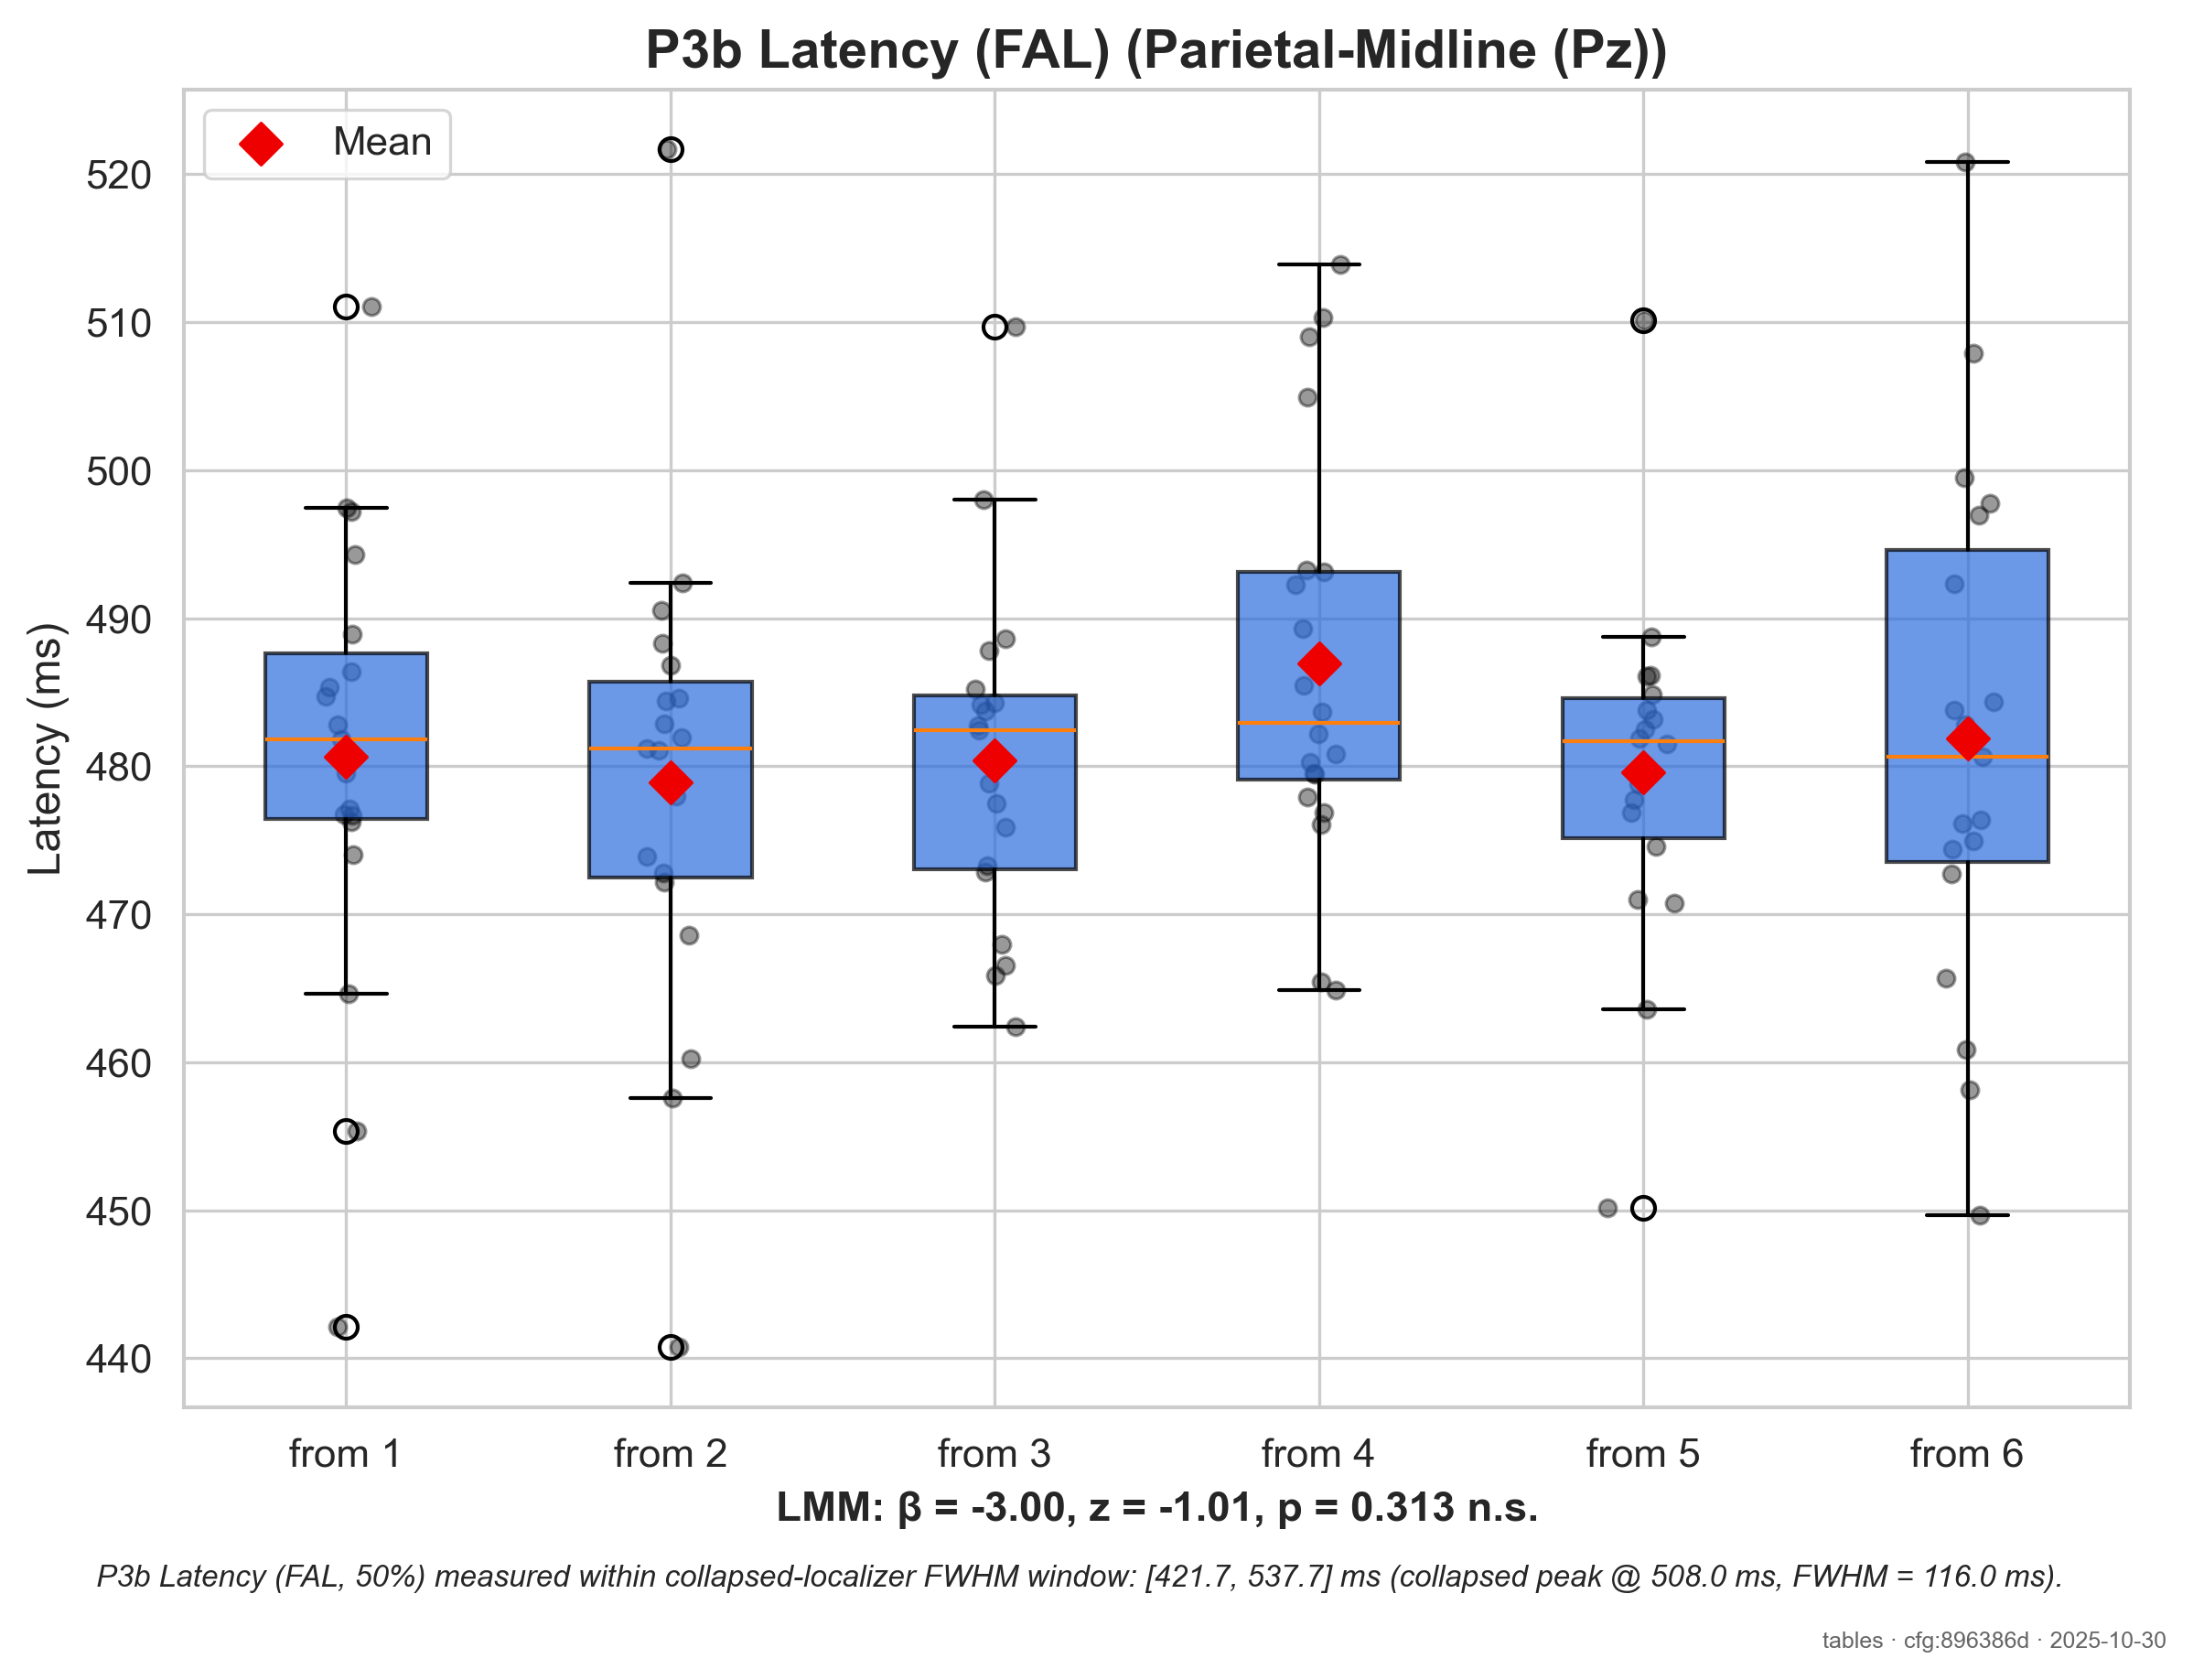 P3b Latency (FAL) (Parietal-Midline (Pz))
Mean
520
510
500
490
480
470
460
450
440
Latency (ms)
from 1 from 2 from 3 from 4 from 5 from 6
LMM: β = -3.00, z = -1.01, p = 0.313 n.s.
P3b Latency (FAL, 50%) measured within collapsed-localizer FWHM window: [421.7, 537.7] ms (collapsed peak @ 508.0 ms, FWHM = 116.0 ms).
tables · cfg:896386d · 2025-10-30